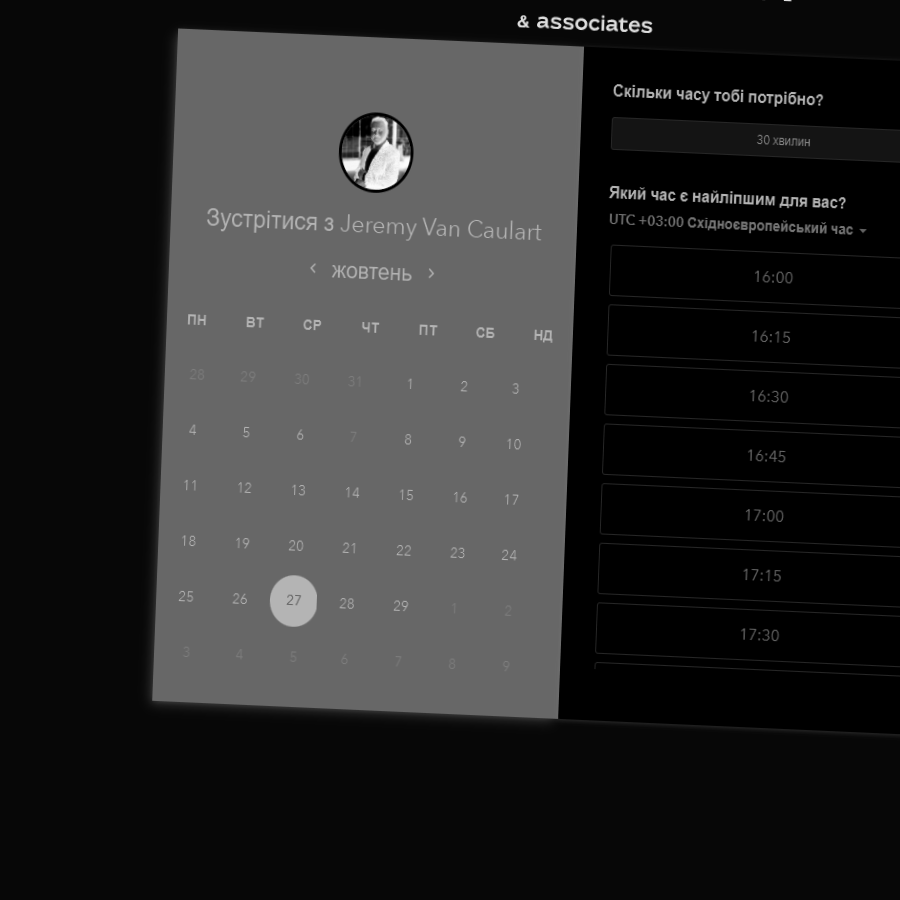 & associates
Зустрітися з Jeremy Van Caulart
жовтень
ПН ВТ СР ЧТ ПТ СБ НД
28 29 30 31 1 2 3
4 5 6 7 8 9 10
11 12 13 14 15 16 17
18 19 20 21 22 23 24
25 26 27 28 29 1 2
3 4 5 6 7 8 9
Скільки часу тобі потрібно?
30 хвилин
Який час є найліпшим для вас?
UTC +03:00 Східноєвропейський час
16:00
16:15
16:30
16:45
17:00
17:15
17:30